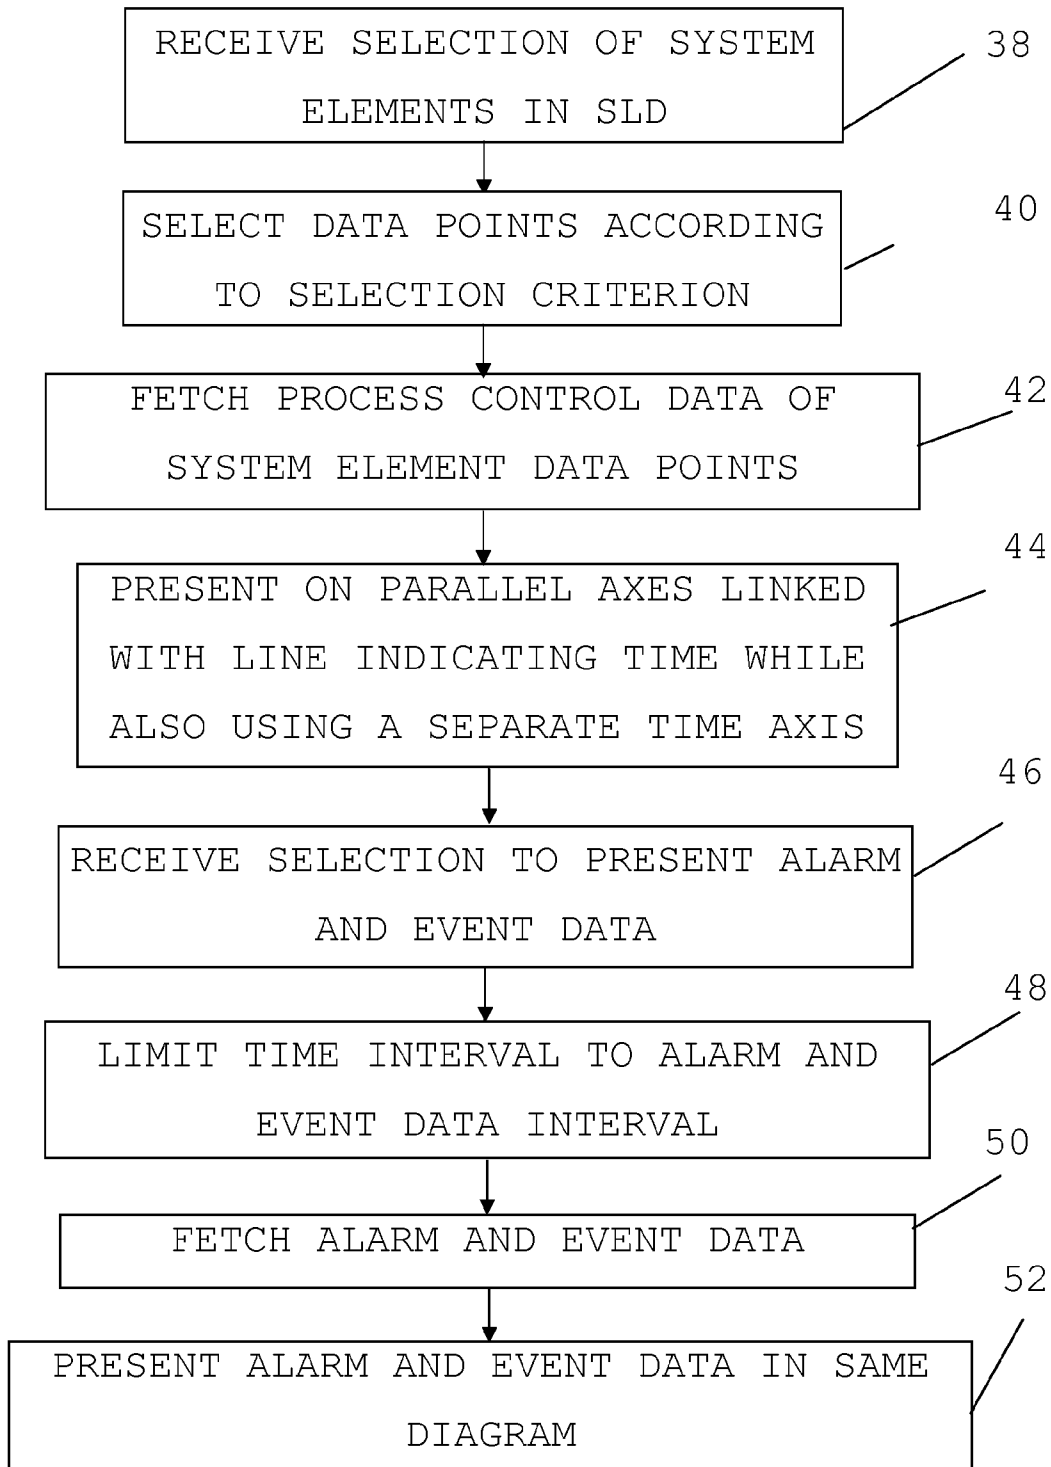 RECEIVE SELECTION OF SYSTEM
ELEMENTS IN SLD
38
SELECT DATA POINTS ACCORDING
TO SELECTION CRITERION
40
FETCH PROCESS CONTROL DATA OF
SYSTEM ELEMENT DATA POINTS
42
PRESENT ON PARALLEL AXES LINKED
WITH LINE INDICATING TIME WHILE
ALSO USING A SEPARATE TIME AXIS
44
RECEIVE SELECTION TO PRESENT ALARM
AND EVENT DATA
46
LIMIT TIME INTERVAL TO ALARM AND
EVENT DATA INTERVAL
48
FETCH ALARM AND EVENT DATA
50
PRESENT ALARM AND EVENT DATA IN SAME
DIAGRAM
52